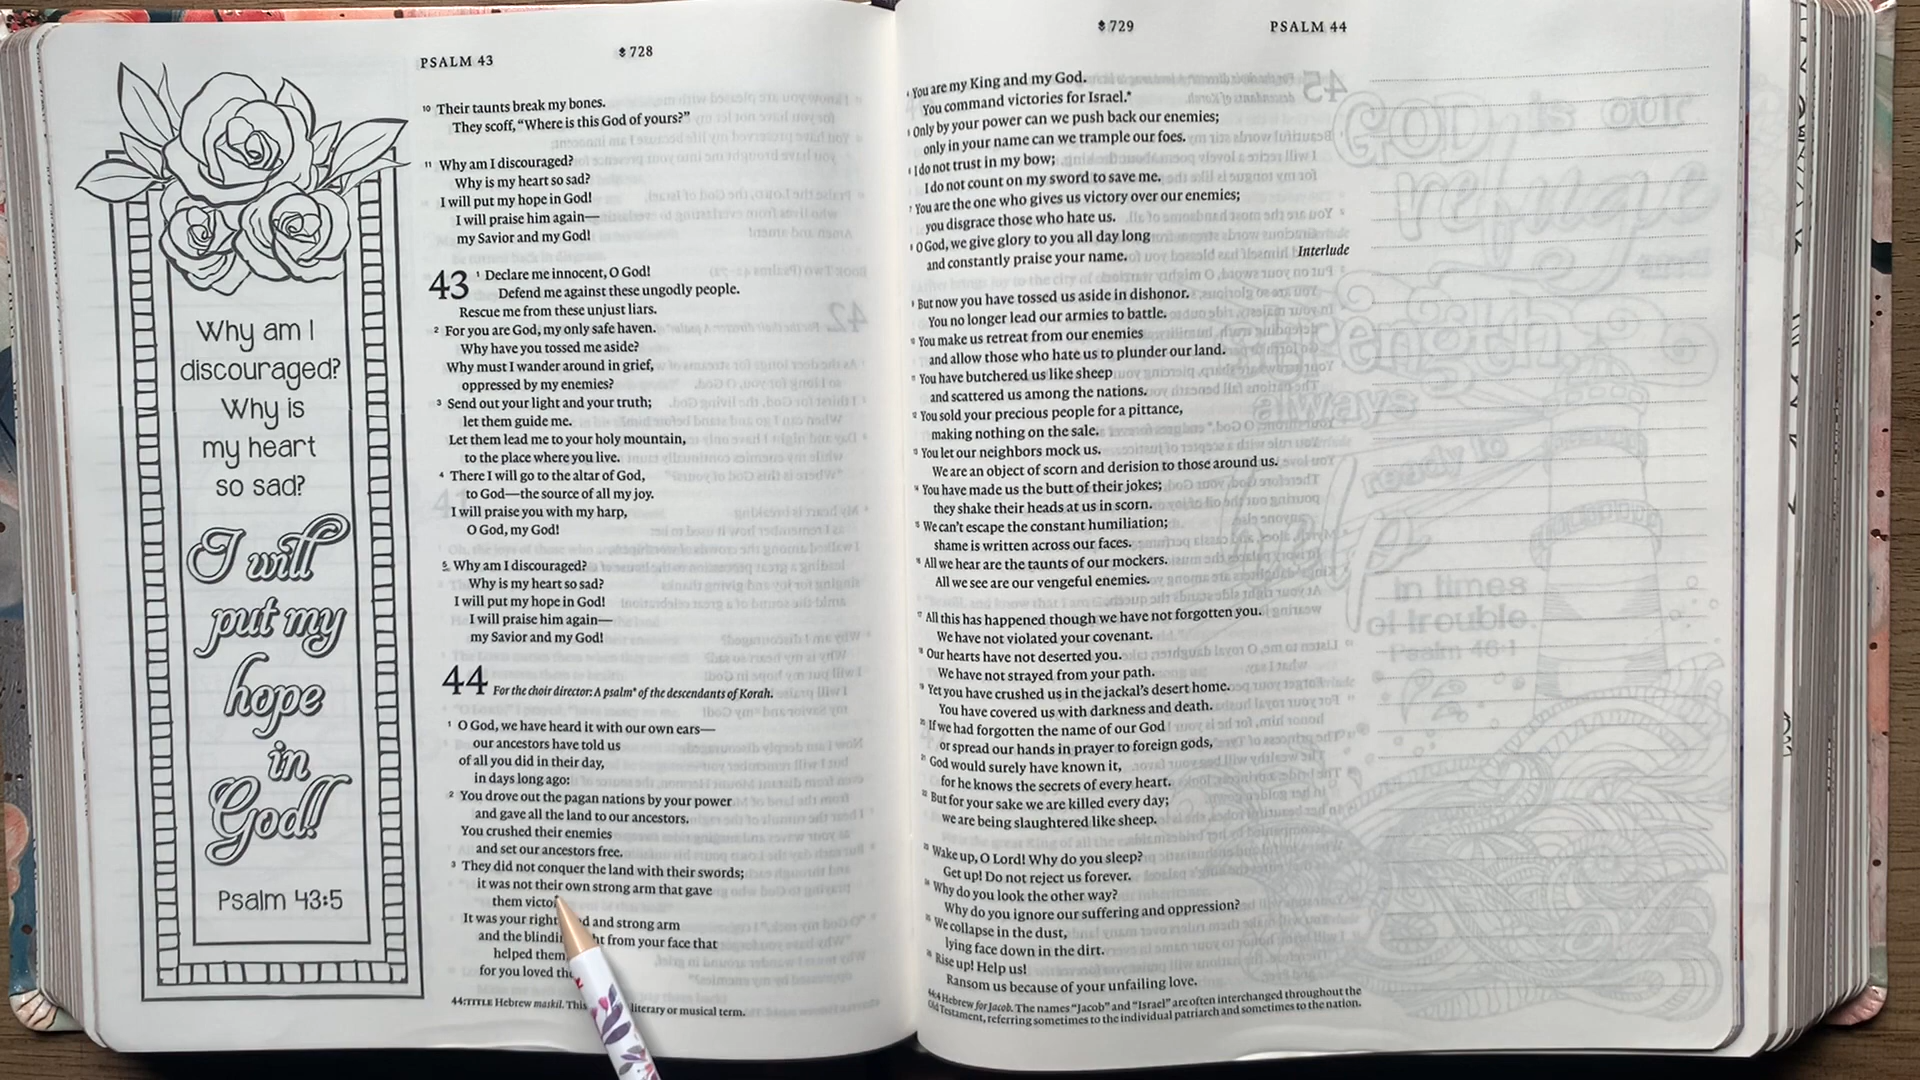 PSALM 43
728
Why am I
discouraged?
Why is
my heart
so sad?
I will
put my
hope
in
God!
Psalm 43:5
10 Their taunts break my bones.
They scoff, “Where is this God of yours?”
11 Why am I discouraged?
Why is my heart so sad?
I will put my hope in God!
I will praise him again—
my Savior and my God!
43 1 Declare me innocent, O God!
Defend me against these ungodly people.
Rescue me from these unjust liars.
2 For you are God, my only safe haven.
Why have you tossed me aside?
Why must I wander around in grief,
oppressed by my enemies?
3 Send out your light and your truth;
let them guide me.
Let them lead me to your holy mountain,
to the place where you live.
4 There I will go to the altar of God,
to God—the source of all my joy.
I will praise you with my harp,
O God, my God!
5 Why am I discouraged?
Why is my heart so sad?
I will put my hope in God!
I will praise him again—
my Savior and my God!
44 For the choir director: A psalm* of the descendants of Korah.
1 O God, we have heard it with our own ears—
our ancestors have told us
of all you did in their day,
in days long ago:
2 You drove out the pagan nations by your power
and gave all the land to our ancestors.
You crushed their enemies
and set our ancestors free.
3 They did not conquer the land with their swords;
it was not their own strong arm that gave
them
It was your right and strong arm
and the from your face that
helped them
for you loved
44:TITLE Hebrew maskil. This literary or musical term.
729
PSALM 44
4 You are my King and my God.
You command victories for Israel.*
5 Only by your power can we push back our enemies;
only in your name can we trample our foes.
6 I do not trust in my bow;
I do not count on my sword to save me.
7 You are the one who gives us victory over our enemies;
you disgrace those who hate us.
8 O God, we give glory to you all day long
and constantly praise your name. Interlude
9 But now you have tossed us aside in dishonor.
You no longer lead our armies to battle.
10 You make us retreat from our enemies
and allow those who hate us to plunder our land.
11 You have butchered us like sheep
and scattered us among the nations.
12 You sold your precious people for a pittance,
making nothing on the sale.
13 You let our neighbors mock us.
We are an object of scorn and derision to those around us.
14 You have made us the butt of their jokes;
they shake their heads at us in scorn.
15 We can’t escape the constant humiliation;
shame is written across our faces.
16 All we hear are the taunts of our mockers.
All we see are our vengeful enemies.
17 All this has happened though we have not forgotten you.
We have not violated your covenant.
18 Our hearts have not deserted you.
We have not strayed from your path.
19 Yet you have crushed us in the jackal’s desert home.
You have covered us with darkness and death.
20 If we had forgotten the name of our God
or spread our hands in prayer to foreign gods,
21 God would surely have known it,
for he knows the secrets of every heart.
22 But for your sake we are killed every day;
we are being slaughtered like sheep.
23 Wake up, O Lord! Why do you sleep?
Get up! Do not reject us forever.
24 Why do you look the other way?
Why do you ignore our suffering and oppression?
25 We collapse in the dust,
lying face down in the dirt.
26 Rise up! Help us!
Ransom us because of your unfailing love.
44:4 Hebrew for Jacob. The names “Jacob” and “Israel” are often interchanged throughout the
Old Testament, referring sometimes to the individual patriarch and sometimes to the nation.
GOD is our
refuge
and
strength
always
ready to
help
in times
of trouble.
Psalm 46:1